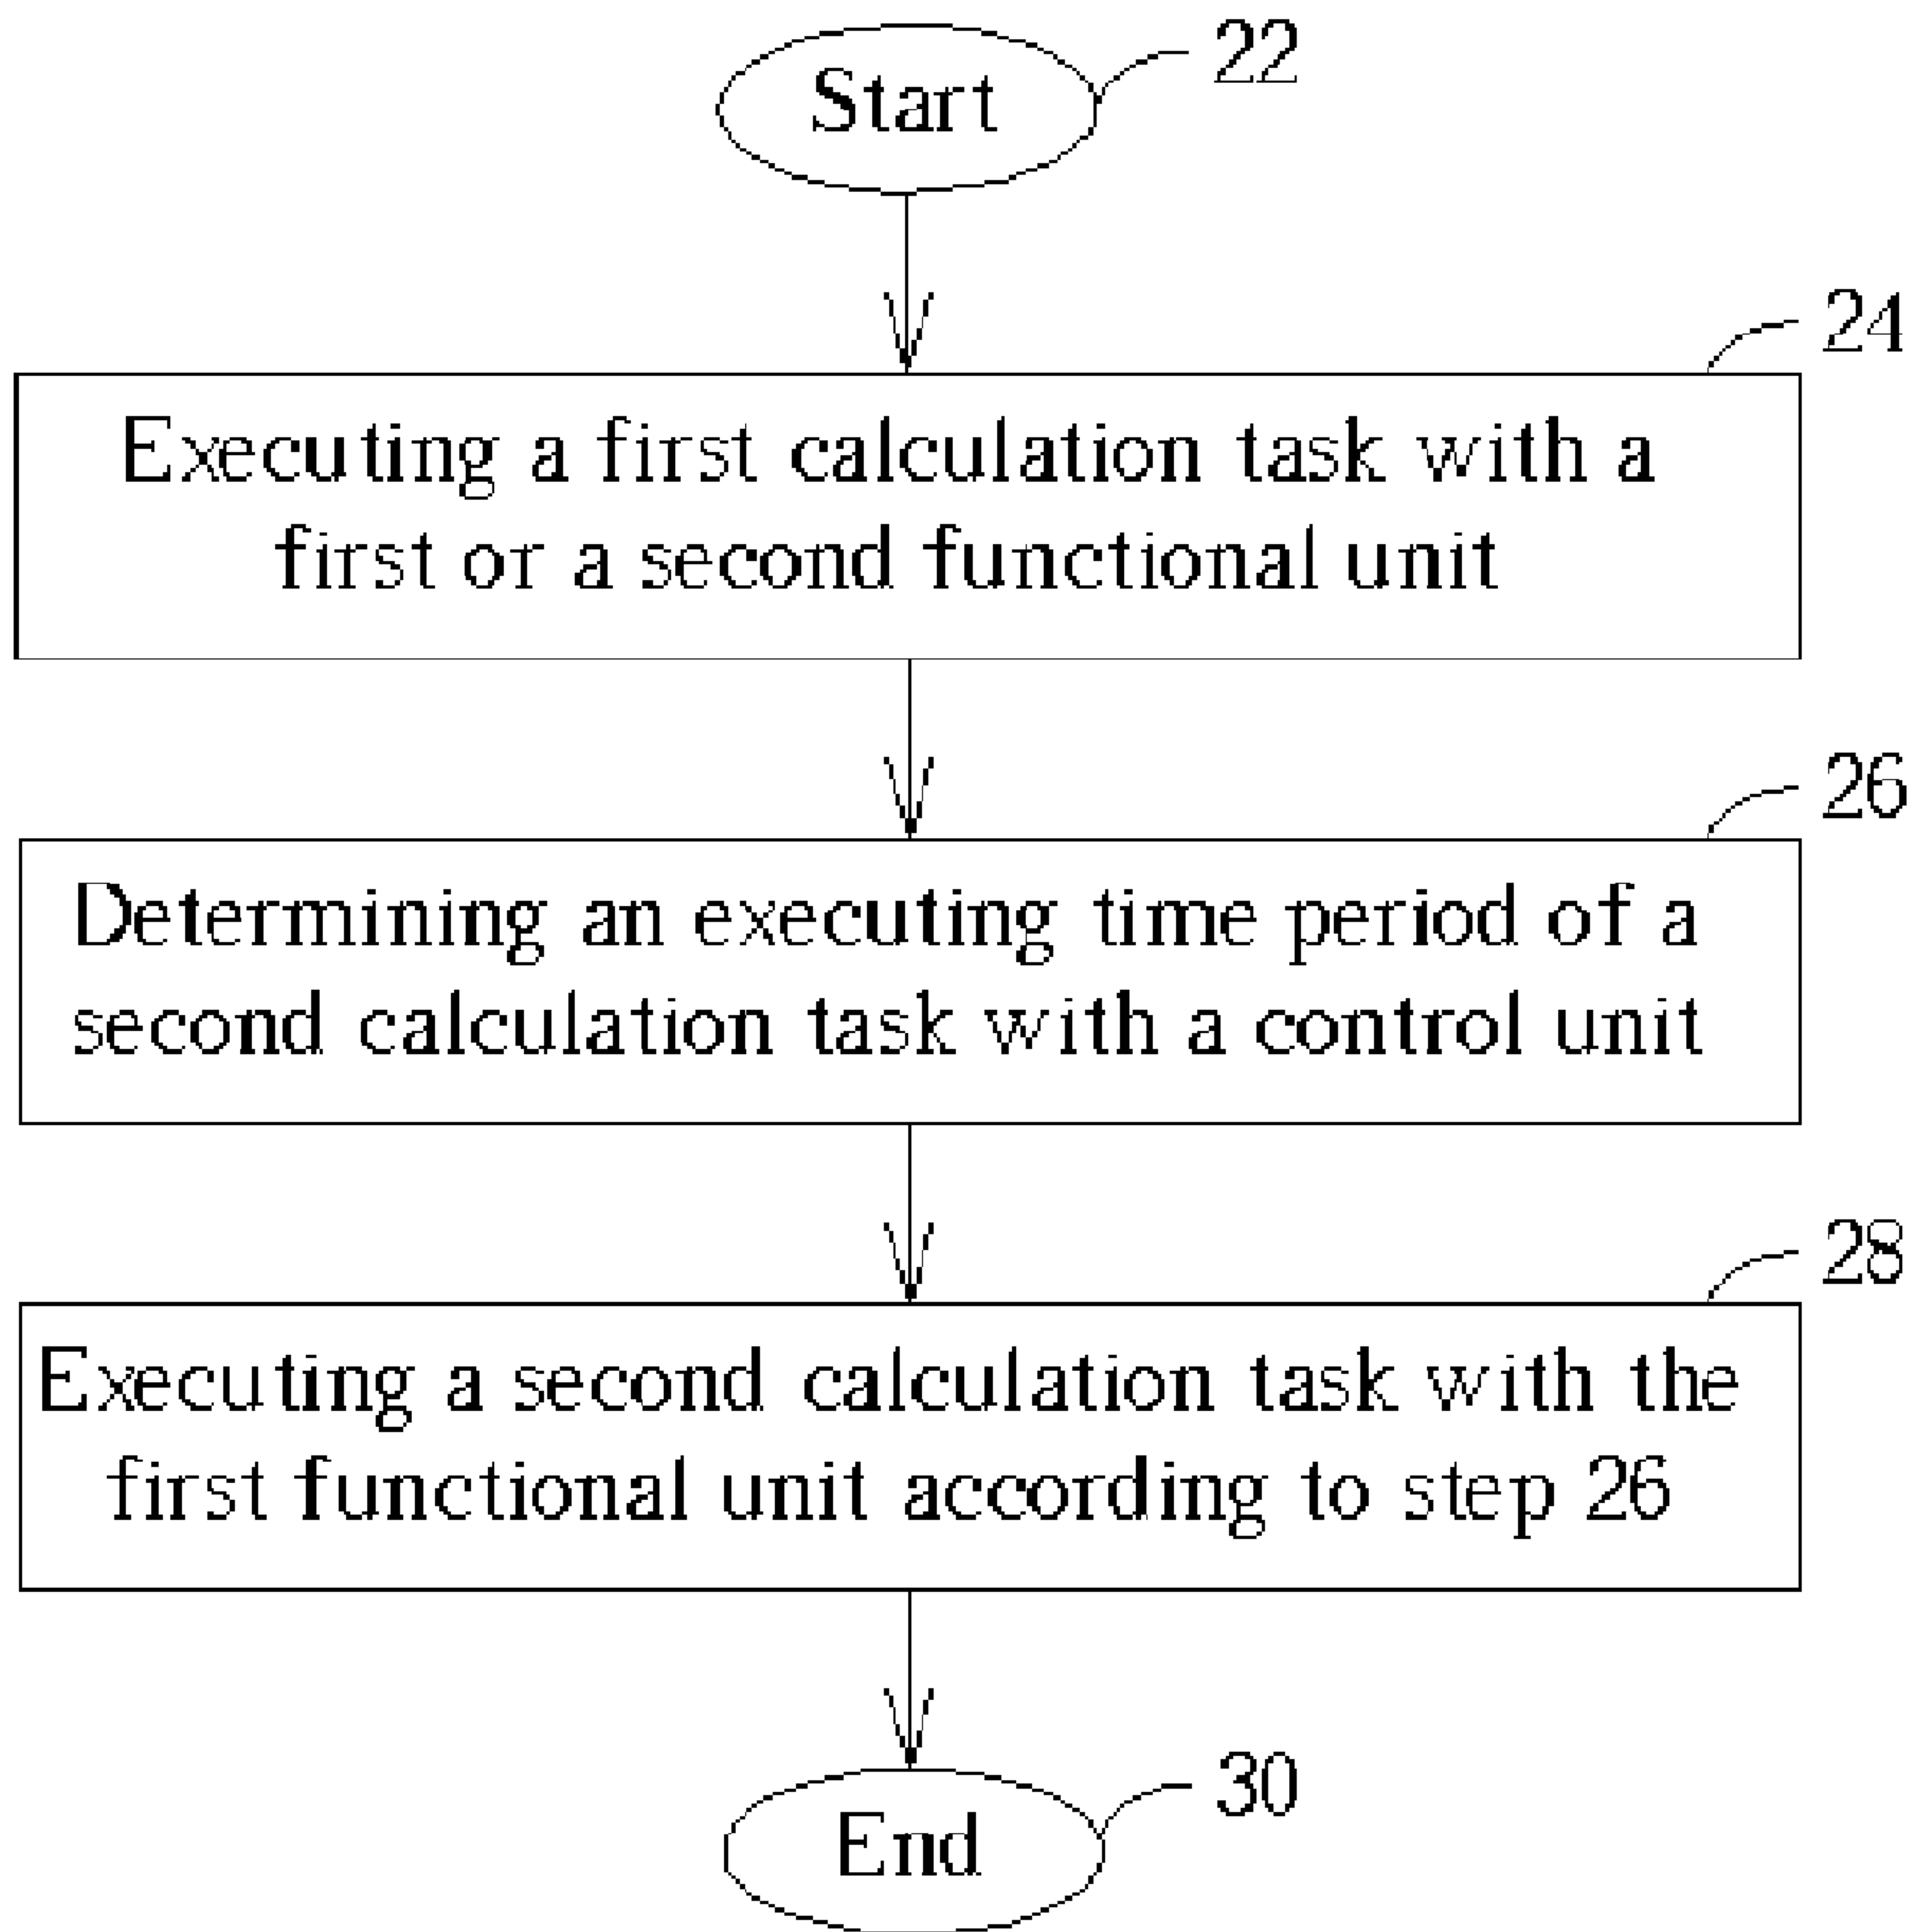 Start
22
24
Executing a first calculation task with a
first or a second functional unit
26
Determining an executing time period of a
second calculation task with a control unit
28
Executing a second calculation task with the
first functional unit according to step 26
30
End